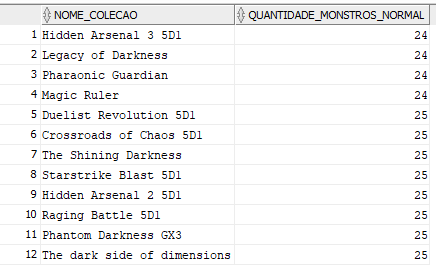 NOME_COLECAO QUANTIDADE_MONSTROS_NORMAL
1 Hidden Arsenal 3 5D1 24
2 Legacy of Darkness 24
3 Pharaonic Guardian 24
4 Magic Ruler 24
5 Duelist Revolution 5D1 25
6 Crossroads of Chaos 5D1 25
7 The Shining Darkness 25
8 Starstrike Blast 5D1 25
9 Hidden Arsenal 2 5D1 25
10 Raging Battle 5D1 25
11 Phantom Darkness GX3 25
12 The dark side of dimensions 25